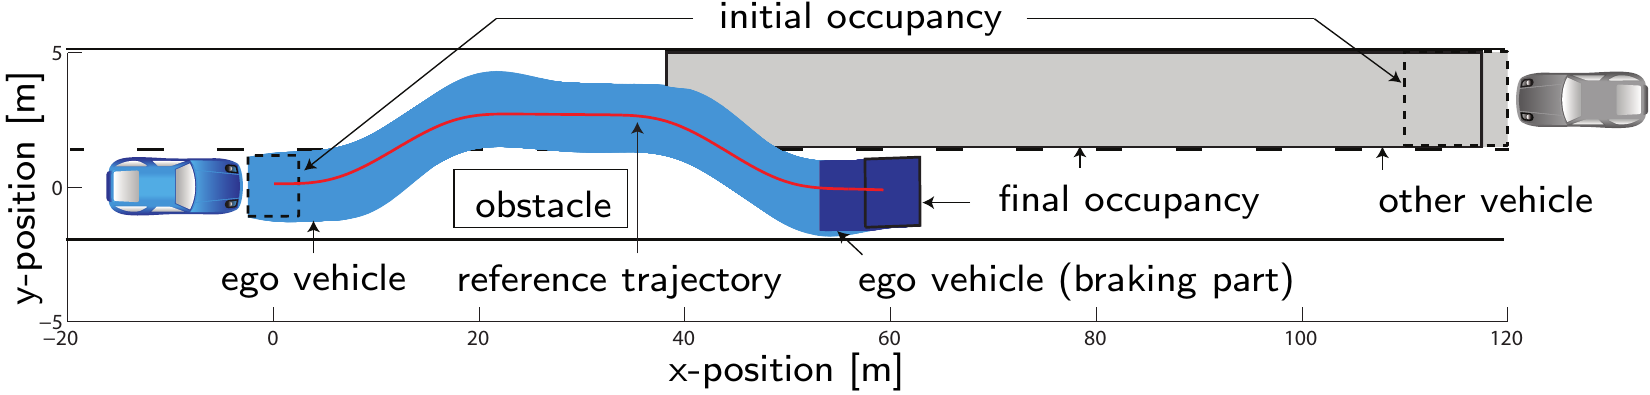 initial occupancy
5
0
−5
y-position [m]
obstacle
final occupancy
other vehicle
ego vehicle
reference trajectory
ego vehicle (braking part)
−20
0
20
40
60
80
100
120
x-position [m]